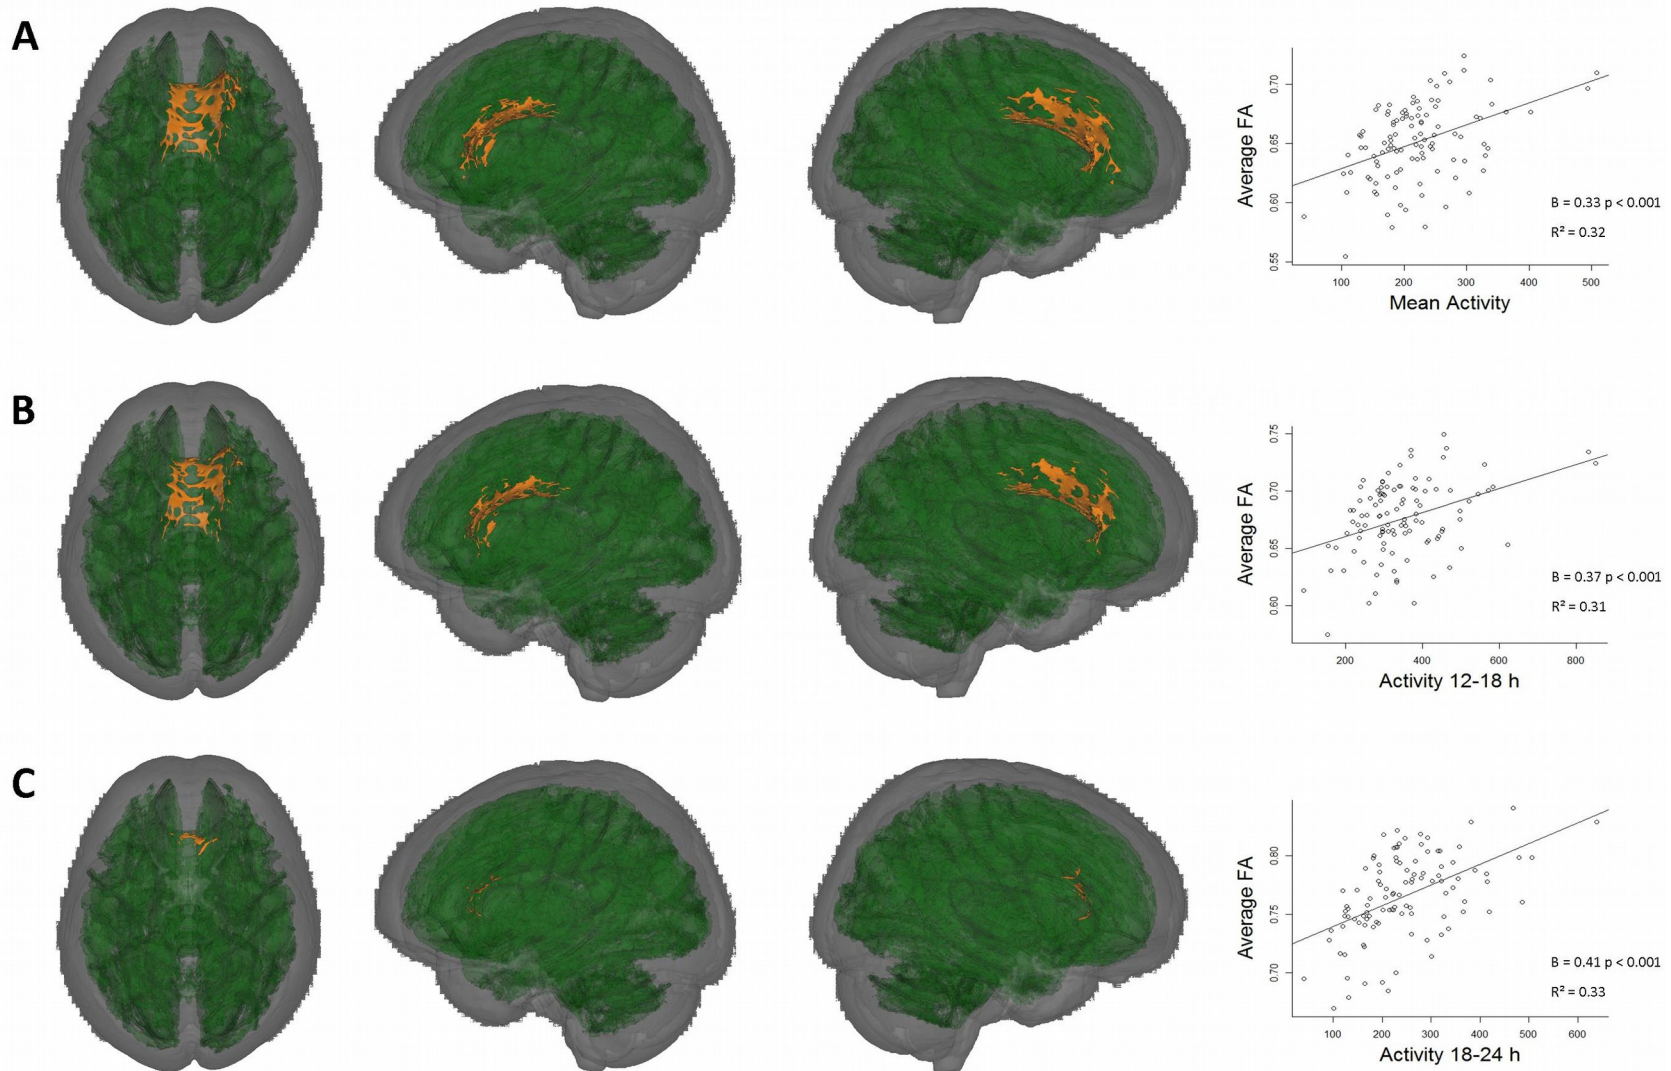 A
Average FA
0.70
0.65
0.60
0.55
100 200 300 400 500
Mean Activity
B = 0.33 p < 0.001
R² = 0.32
B
Average FA
0.75
0.70
0.65
0.60
200 400 600 800
Activity 12-18 h
B = 0.37 p < 0.001
R² = 0.31
C
Average FA
0.80
0.75
0.70
100 200 300 400 500 600
Activity 18-24 h
B = 0.41 p < 0.001
R² = 0.33